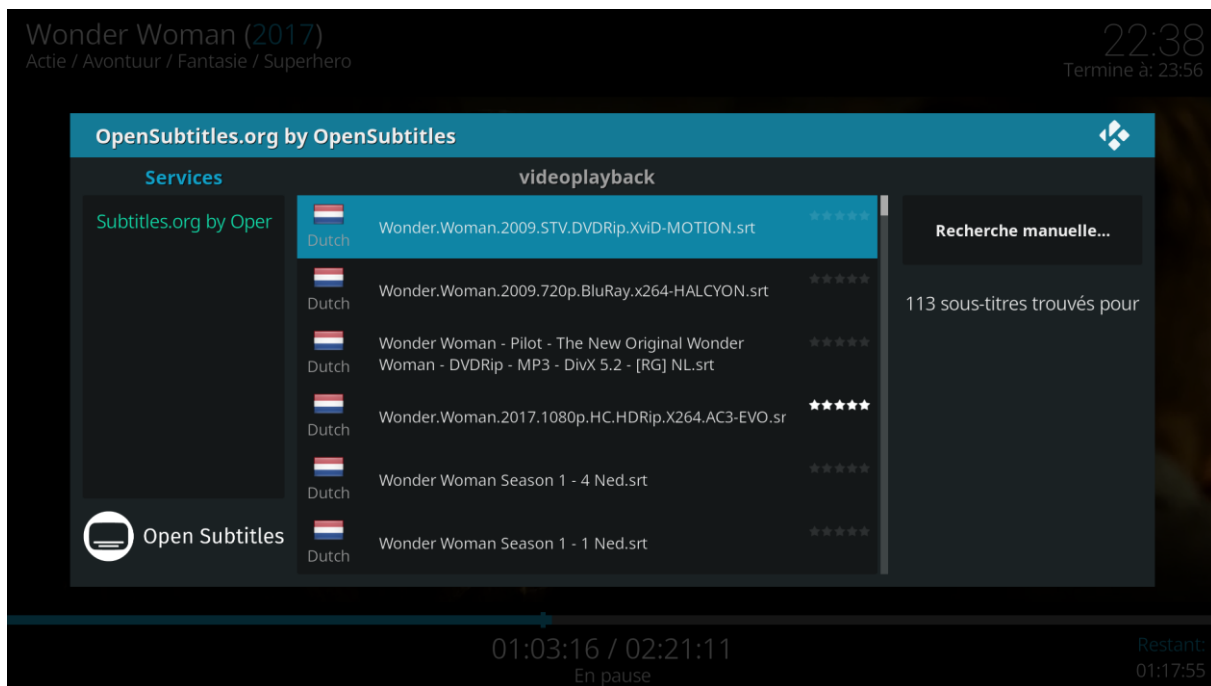 Wonder Woman (2017)
22:38
Actie / Avontuur / Fantasie / Superhero
Termine à: 23:56
OpenSubtitles.org by OpenSubtitles
Services
videoplayback
Subtitles.org by Oper
Dutch
Wonder.Woman.2009.STV.DVDRip.XviD-MOTION.srt
Recherche manuelle...
Dutch
Wonder.Woman.2009.720p.BluRay.x264-HALCYON.srt
113 sous-titres trouvés pour
Dutch
Wonder Woman - Pilot - The New Original Wonder
Woman - DVDRip - MP3 - DivX 5.2 - [RG] NL.srt
Dutch
Wonder.Woman.2017.1080p.HC.HDRip.X264.AC3-EVO.sr
Dutch
Wonder Woman Season 1 - 4 Ned.srt
Dutch
Wonder Woman Season 1 - 1 Ned.srt
Open Subtitles
01:03:16 / 02:21:11
En pause
Restant:
01:17:55